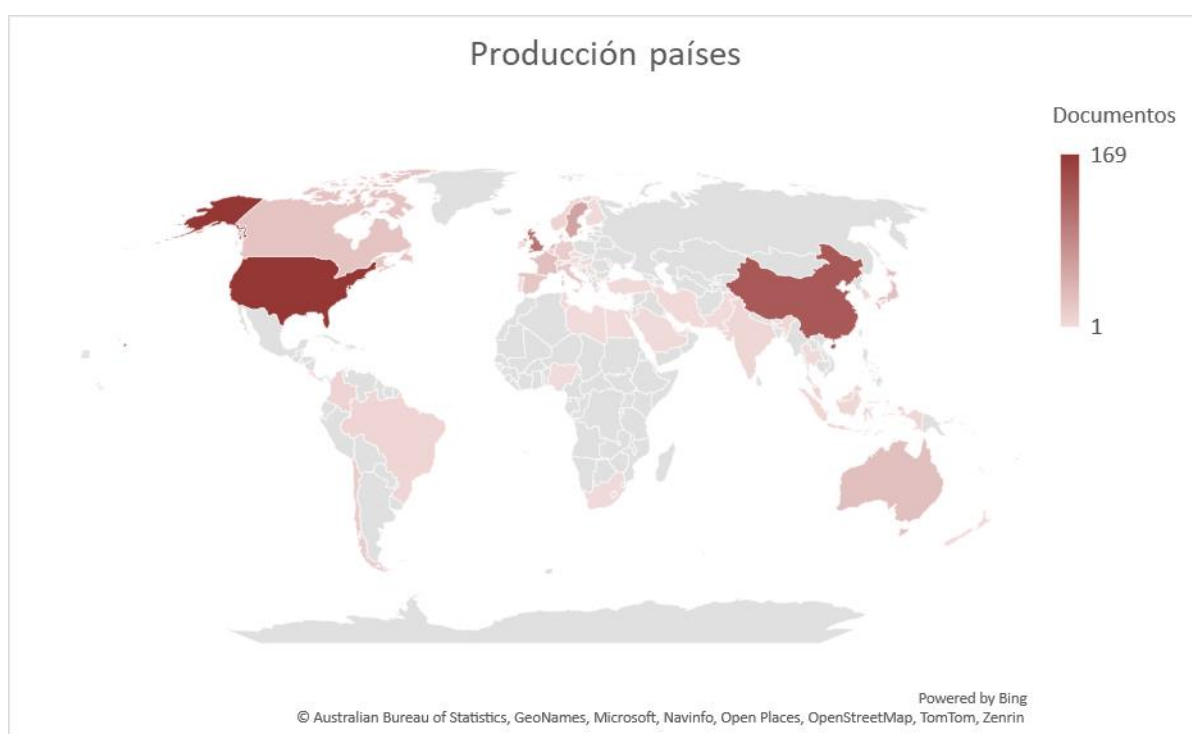 Producción países
Documentos
169
1
Powered by Bing
© Australian Bureau of Statistics, GeoNames, Microsoft, Navinfo, Open Places, OpenStreetMap, TomTom, Zenrin